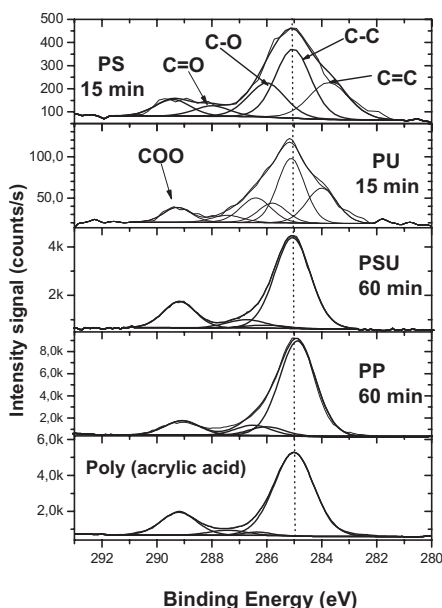 Intensity signal (counts/s)
500
400
300
200
100
PS
15 min
C=O
C-O
C-C
C=C
100,0
50,0
COO
PU
15 min
4k
2k
PSU
60 min
8,0k
6,0k
4,0k
2,0k
PP
60 min
6,0k
4,0k
2,0k
Poly (acrylic acid)
292 290 288 286 284 282 280
Binding Energy (eV)